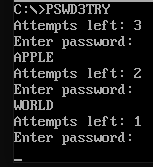 C:\>PSWD3TRY
Attempts left: 3
Enter password:
APPLE
Attempts left: 2
Enter password:
WORLD
Attempts left: 1
Enter password:
_